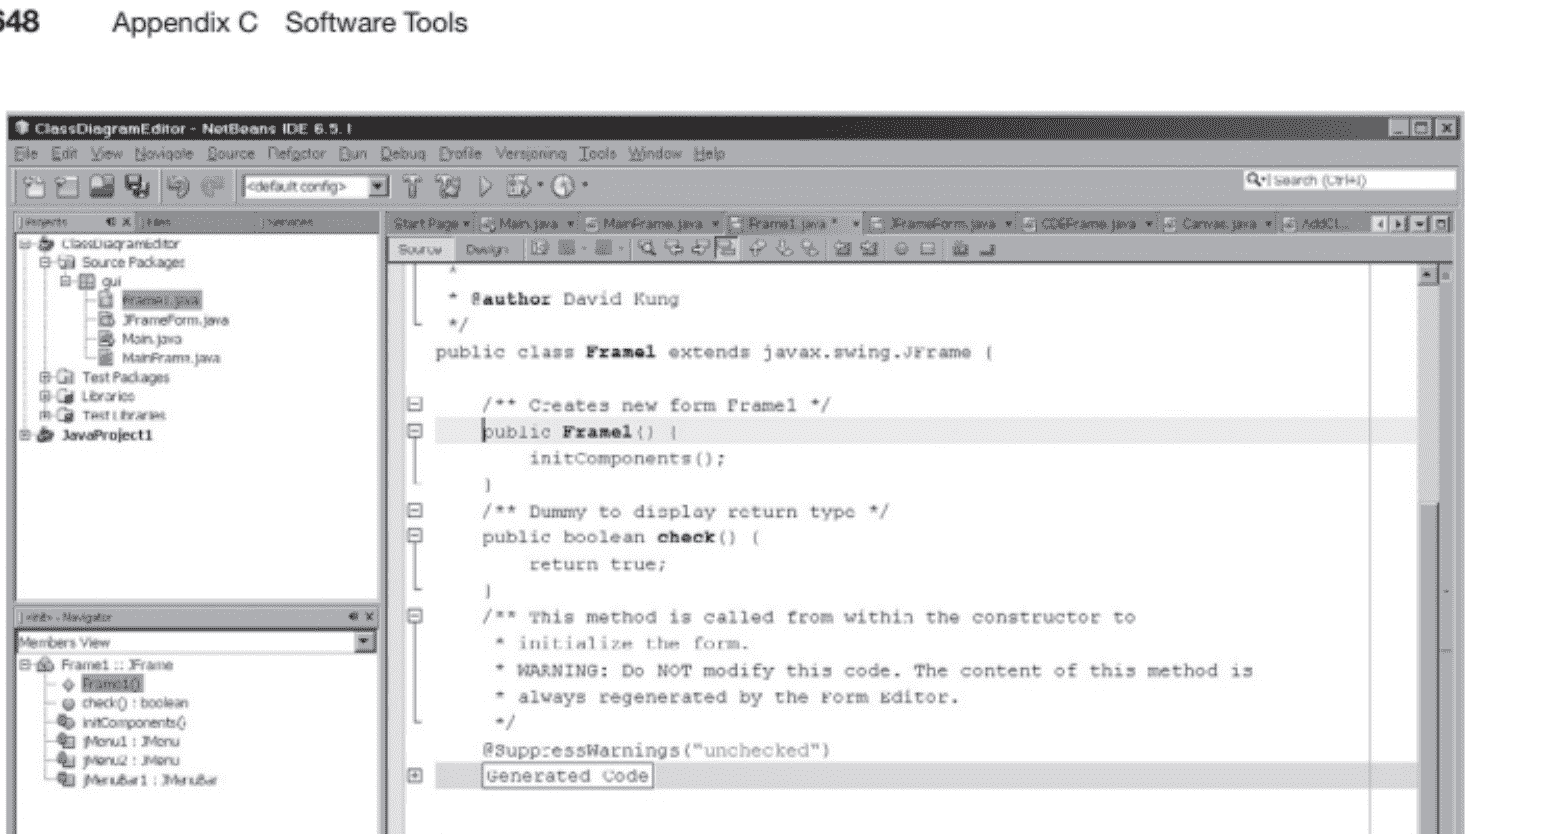 648 Appendix C Software Tools
ClassDiagramEditor - NetBeans IDE 6.5.1
File Edit View Navigate Source Refactor Run Debug Profile Versioning Tools Window Help
<default config>
Search (Ctrl+I)
Projects Files Services
Start Page Main.java MainFrame.java Frame1.java * JFrameForm.java CDEFrame.java Canvas.java AddCl...
Source Design
ClassDiagramEditor
Source Packages
gui
Frame1.java
JFrameForm.java
Main.java
MainFrame.java
Test Packages
Libraries
Test Libraries
JavaProject1
*
* @author David Kung
*/
public class Frame1 extends javax.swing.JFrame {
/** Creates new form Frame1 */
public Frame1() {
initComponents();
}
/** Dummy to display return type */
public boolean check() {
return true;
}
/** This method is called from within the constructor to
* initialize the form.
* WARNING: Do NOT modify this code. The content of this method is
* always regenerated by the Form Editor.
*/
@SuppressWarnings("unchecked")
Generated Code
<init> - Navigator
Members View
Frame1 :: JFrame
Frame1()
check() : boolean
initComponents()
jMenu1 : JMenu
jMenu2 : JMenu
jMenuBar1 : JMenuBar